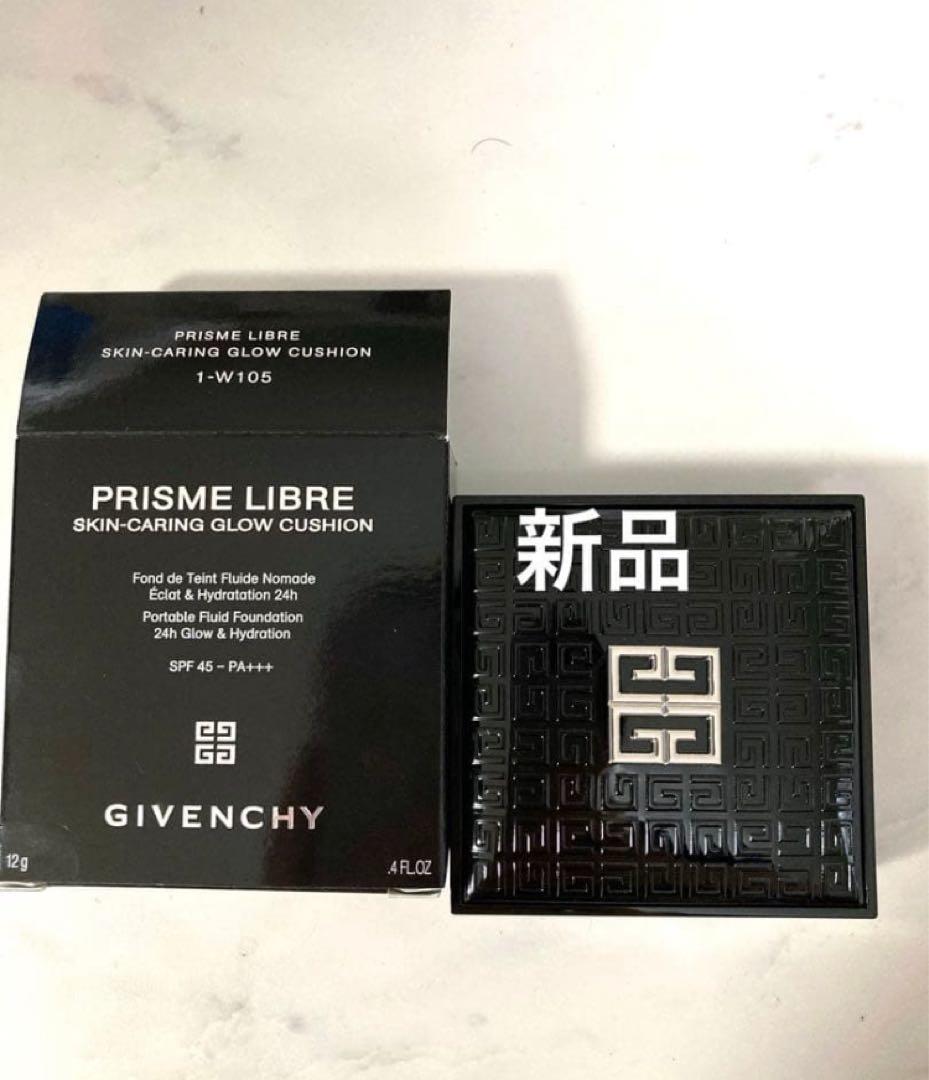 PRISME LIBRE
SKIN-CARING GLOW CUSHION
1-W105
PRISME LIBRE
SKIN-CARING GLOW CUSHION
Fond de Teint Fluide Nomade
Éclat & Hydratation 24h
Portable Fluid Foundation
24h Glow & Hydration
SPF 45 - PA+++
GIVENCHY
12 g
.4 FL.OZ
新品